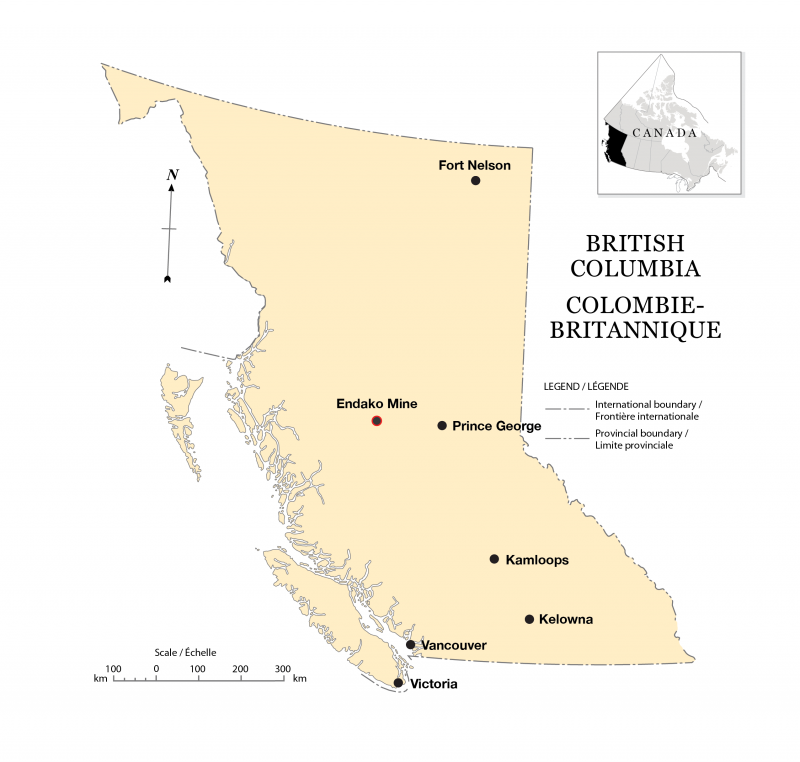 CANADA
Fort Nelson
N
BRITISH
COLUMBIA
COLOMBIE-
BRITANNIQUE
LEGEND / LÉGENDE
International boundary /
Frontière internationale
Provincial boundary /
Limite provinciale
Endako Mine
Prince George
Kamloops
Kelowna
Vancouver
Victoria
Scale / Échelle
100 0 100 200 300
km km